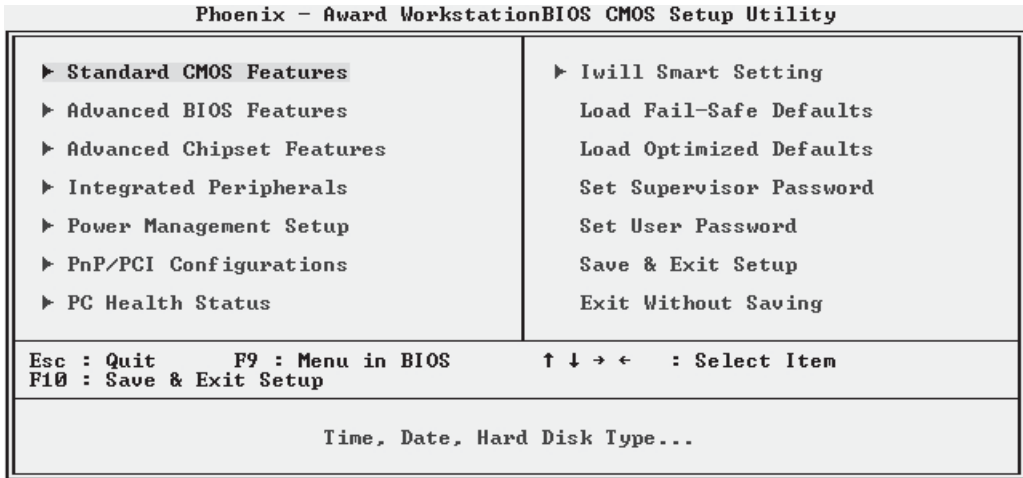 Phoenix - Award WorkstationBIOS CMOS Setup Utility
▶ Standard CMOS Features
▶ Advanced BIOS Features
▶ Advanced Chipset Features
▶ Integrated Peripherals
▶ Power Management Setup
▶ PnP/PCI Configurations
▶ PC Health Status
▶ Iwill Smart Setting
Load Fail-Safe Defaults
Load Optimized Defaults
Set Supervisor Password
Set User Password
Save & Exit Setup
Exit Without Saving
Esc : Quit F9 : Menu in BIOS ↑ ↓ → ← : Select Item
F10 : Save & Exit Setup
Time, Date, Hard Disk Type...